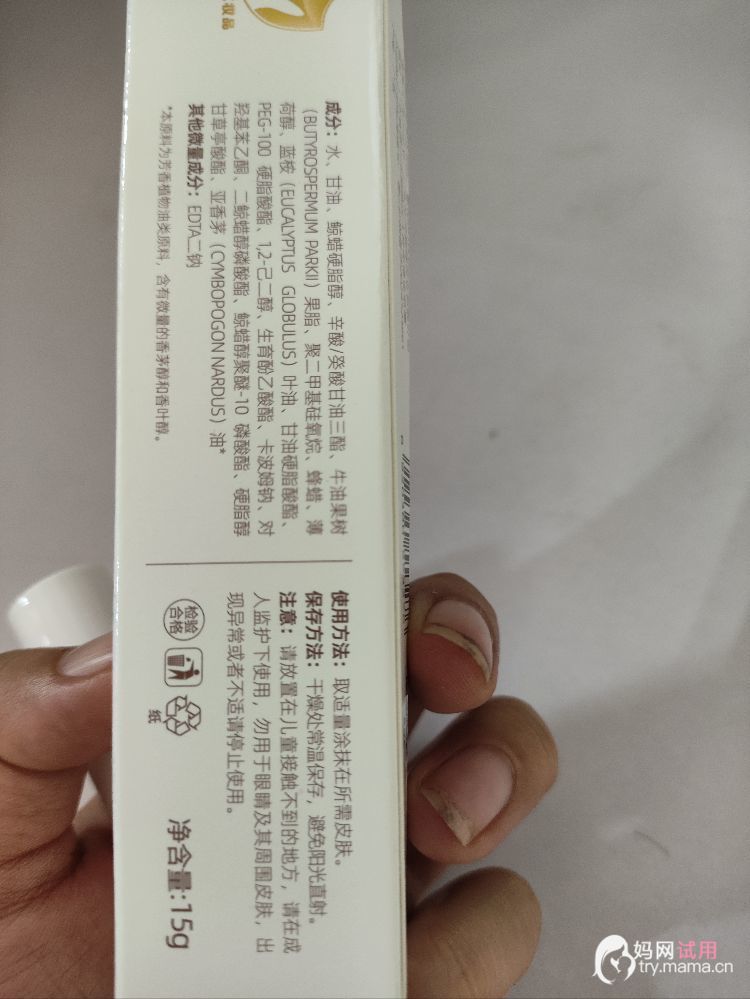 妆品
成分：水、甘油、鲸蜡硬脂醇、辛酸/癸酸甘油三酯、牛油果树
（BUTYROSPERMUM PARKII）果脂、聚二甲基硅氧烷、蜂蜡、薄
荷醇、蓝桉（EUCALYPTUS GLOBULUS）叶油、甘油硬脂酸酯、
PEG-100 硬脂酸酯、1,2-己二醇、生育酚乙酸酯、卡波姆钠、对
羟基苯乙酮、二鲸蜡醇磷酸酯、鲸蜡醇聚醚-10 磷酸酯、硬脂醇
甘草亭酸酯、亚香茅（CYMBOPOGON NARDUS）油*
其他微量成分：EDTA二钠
*本原料为芳香植物油类原料，含有微量的香茅醇和香叶醇。
使用方法：取适量涂抹在所需皮肤。
保存方法：干燥处常温保存，避免阳光直射。
注意：请放置在儿童接触不到的地方，请在成
人监护下使用，勿用于眼睛及其周围皮肤，出
现异常或者不适请停止使用。
检验
合格
纸
净含量:15g
妈网试用
try.mama.cn